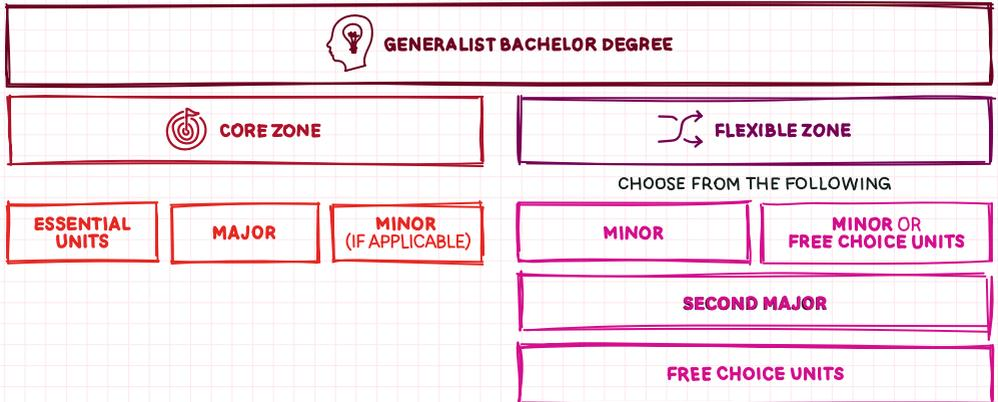 GENERALIST BACHELOR DEGREE
CORE ZONE
FLEXIBLE ZONE
CHOOSE FROM THE FOLLOWING
ESSENTIAL
UNITS
MAJOR
MINOR
(IF APPLICABLE)
MINOR
MINOR OR
FREE CHOICE UNITS
SECOND MAJOR
FREE CHOICE UNITS